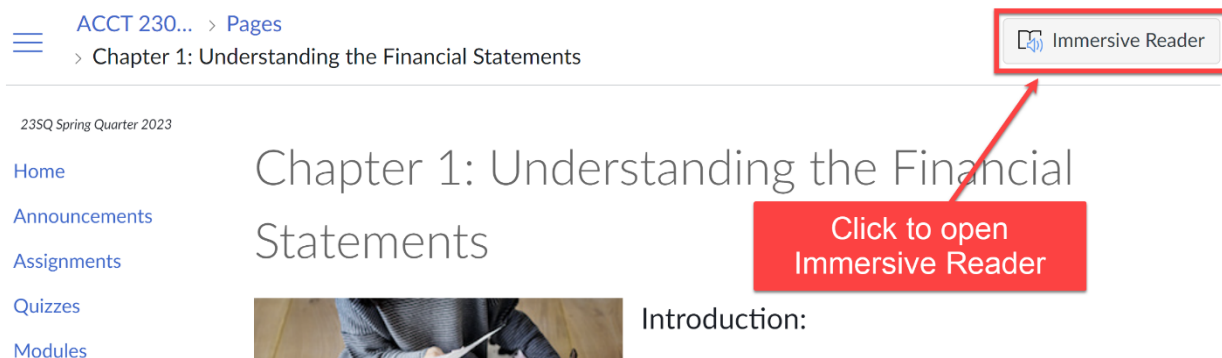 ACCT 230... > Pages
> Chapter 1: Understanding the Financial Statements
Immersive Reader
23SQ Spring Quarter 2023
Home
Announcements
Assignments
Quizzes
Modules
Chapter 1: Understanding the Financial
Statements
Click to open
Immersive Reader
Introduction: